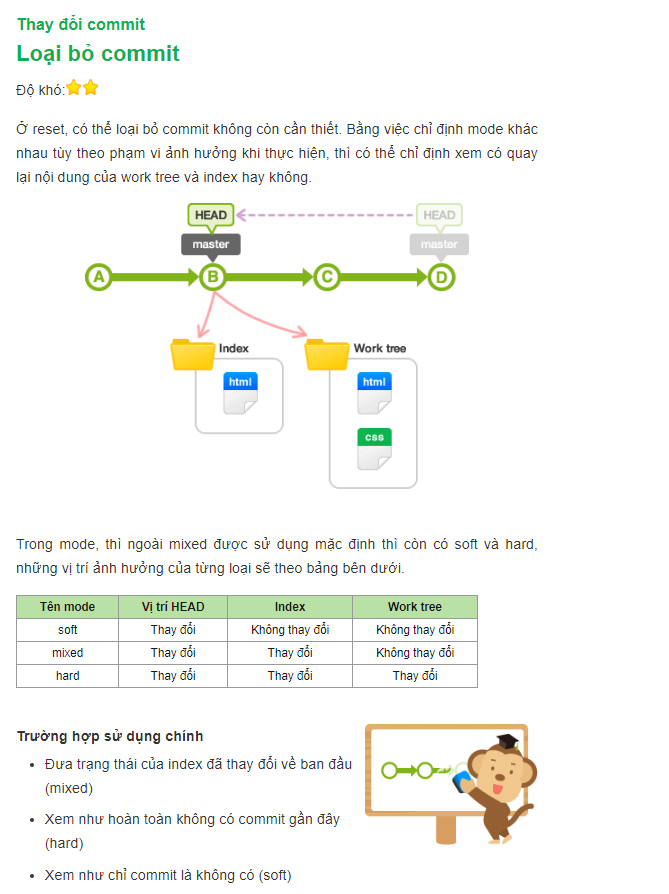 Thay đổi commit
Loại bỏ commit
Độ khó:
Ở reset, có thể loại bỏ commit không còn cần thiết. Bằng việc chỉ định mode khác
nhau tùy theo phạm vi ảnh hưởng khi thực hiện, thì có thể chỉ định xem có quay
lại nội dung của work tree và index hay không.
HEAD HEAD
master master
A B C D
Index Work tree
html html
css
Trong mode, thì ngoài mixed được sử dụng mặc định thì còn có soft và hard,
những vị trí ảnh hưởng của từng loại sẽ theo bảng bên dưới.
Tên mode Vị trí HEAD Index Work tree
soft Thay đổi Không thay đổi Không thay đổi
mixed Thay đổi Thay đổi Không thay đổi
hard Thay đổi Thay đổi Thay đổi
Trường hợp sử dụng chính
• Đưa trạng thái của index đã thay đổi về ban đầu
(mixed)
• Xem như hoàn toàn không có commit gần đây
(hard)
• Xem như chỉ commit là không có (soft)